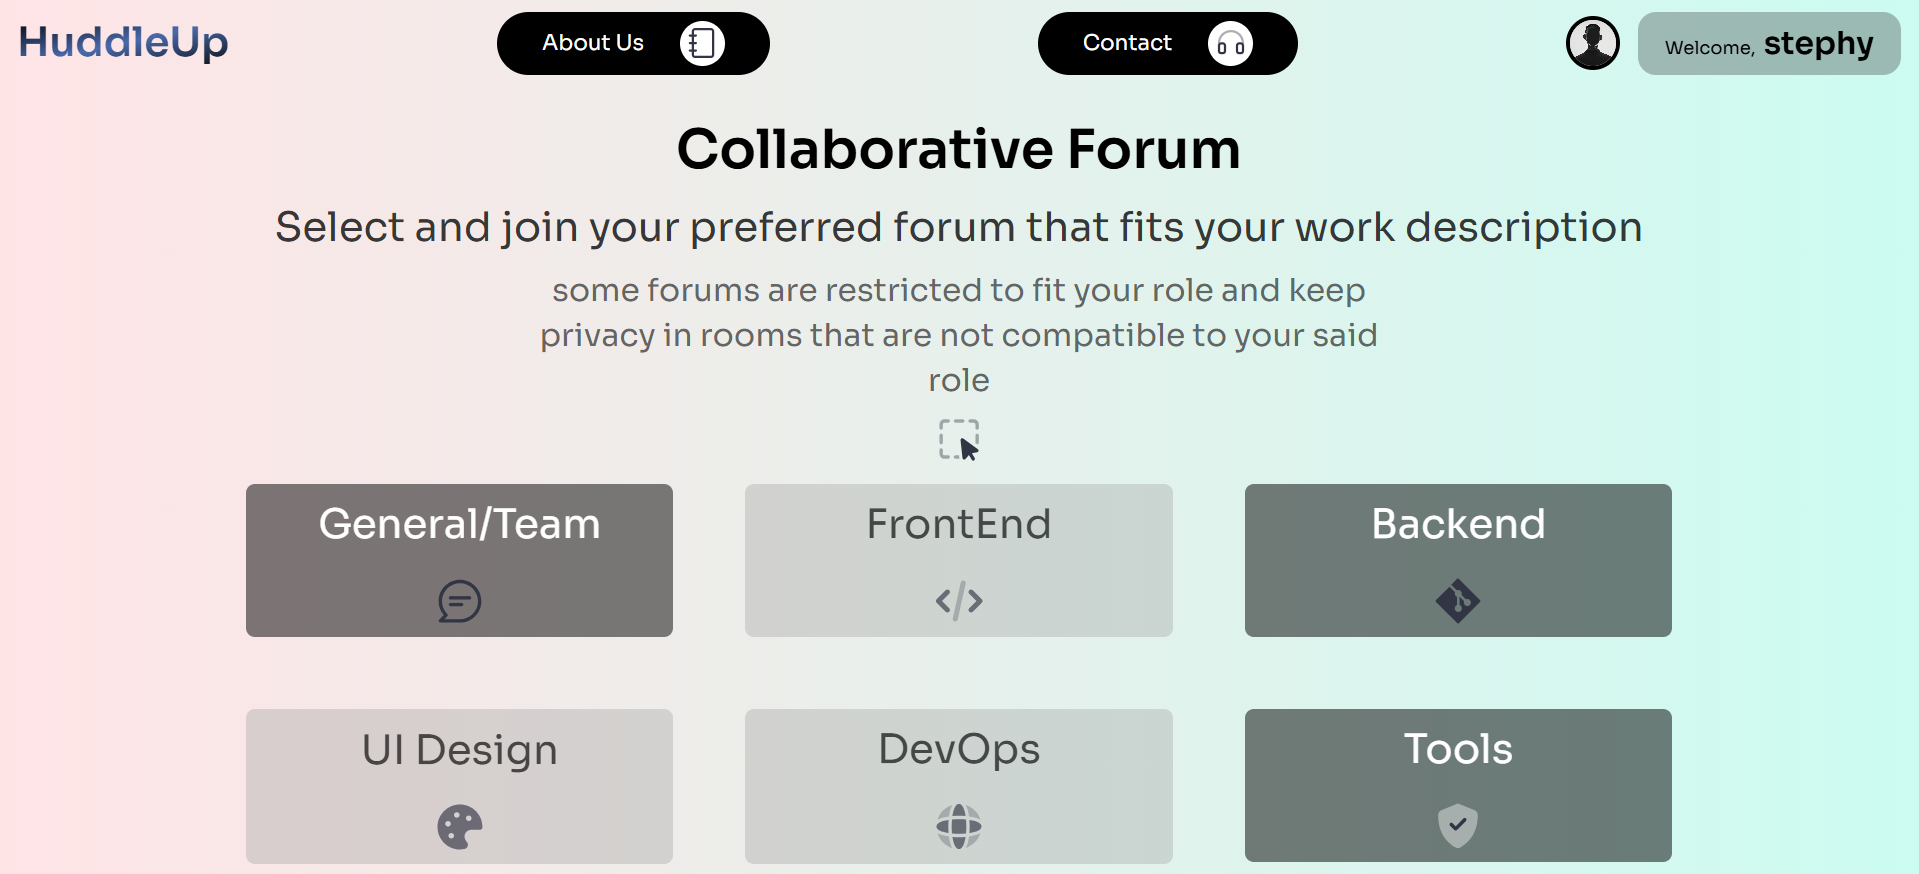 HuddleUp
About Us
Contact
Welcome, stephy
Collaborative Forum
Select and join your preferred forum that fits your work description
some forums are restricted to fit your role and keep
privacy in rooms that are not compatible to your said
role
General/Team
FrontEnd
Backend
UI Design
DevOps
Tools